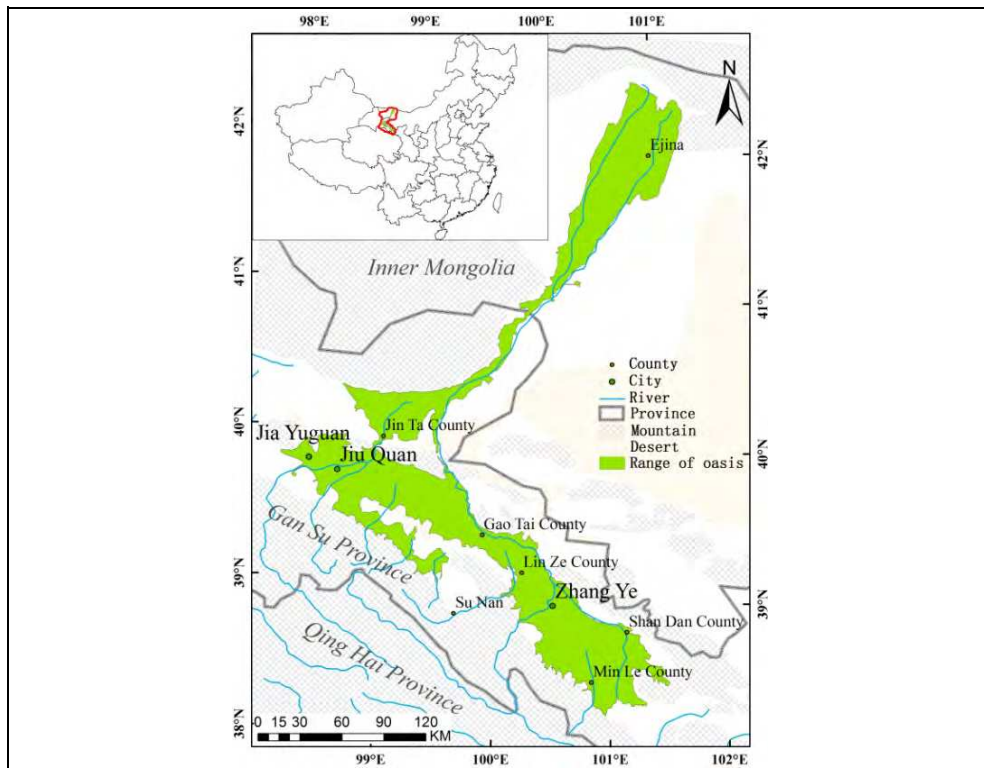 98°E 99°E 100°E 101°E
N
42°N
42°N
Ejina
Inner Mongolia
41°N
41°N
County
City
River
Province
Mountain
Desert
Range of oasis
40°N
40°N
Jin Ta County
Jia Yuguan
Jiu Quan
Gan Su Province
Gao Tai County
Lin Ze County
39°N
39°N
Zhang Ye
Su Nan
Shan Dan County
Qing Hai Province
Min Le County
38°N
0 15 30 60 90 120
KM
99°E 100°E 101°E 102°E